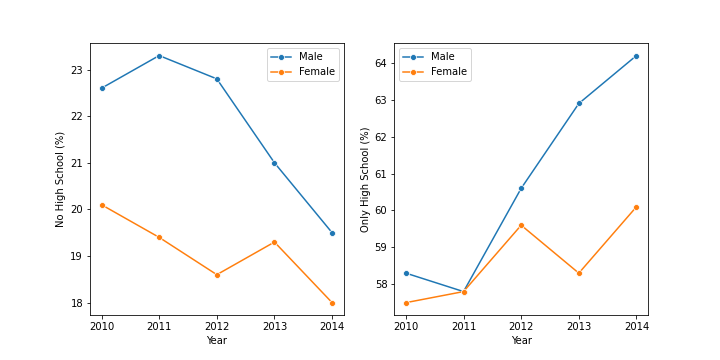 Male
Female
No High School (%)
23
22
21
20
19
18
2010
2011
2012
2013
2014
Year
Male
Female
Only High School (%)
64
63
62
61
60
59
58
2010
2011
2012
2013
2014
Year